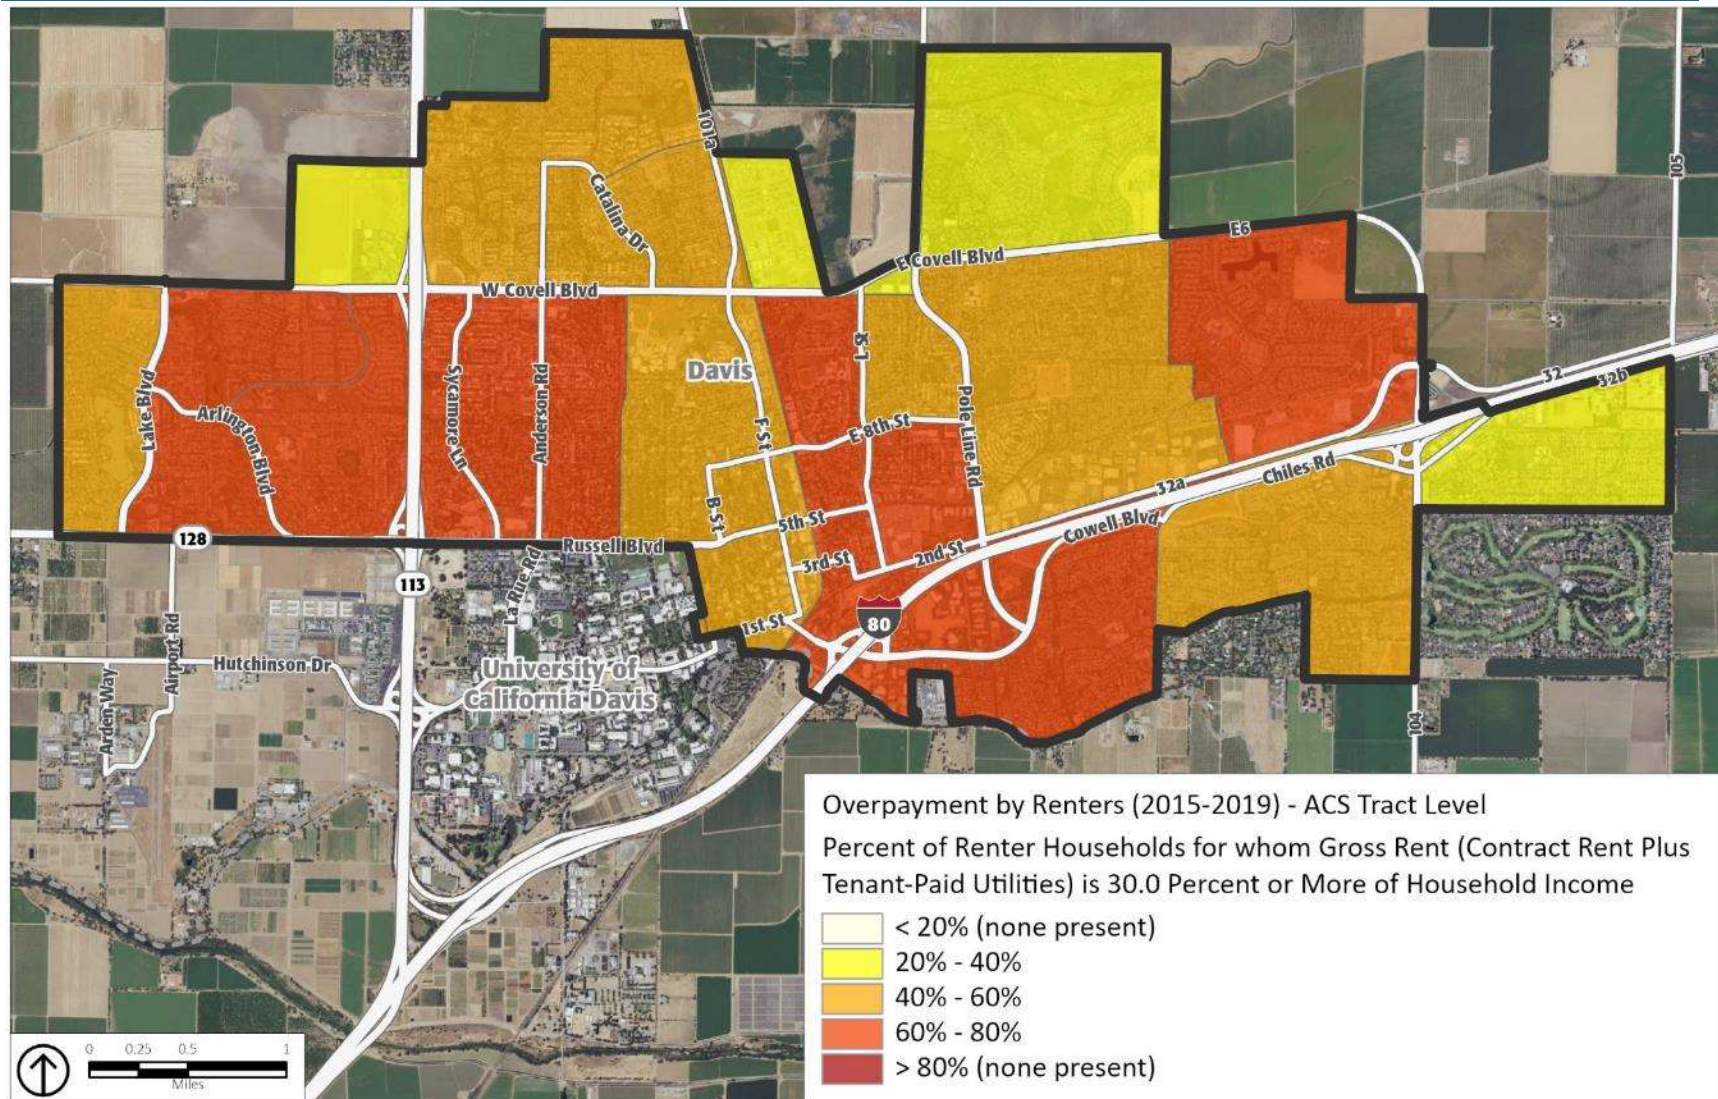 101a
105
Catalina Dr
E6
E Covell Blvd
W Covell Blvd
L St
Davis
32
32b
Lake Blvd
Arlington Blvd
Sycamore Ln
Anderson Rd
F St
E 8th St
Pole Line Rd
Chiles Rd
32a
B St
5th St
Cowell Blvd
128
Russell Blvd
3rd St
2nd St
113
La Rue Rd
1st St
80
Airport Rd
Hutchinson Dr
University of
California Davis
Arden Way
104
Overpayment by Renters (2015-2019) - ACS Tract Level
Percent of Renter Households for whom Gross Rent (Contract Rent Plus
Tenant-Paid Utilities) is 30.0 Percent or More of Household Income
< 20% (none present)
20% - 40%
40% - 60%
60% - 80%
> 80% (none present)
0 0.25 0.5 1
Miles